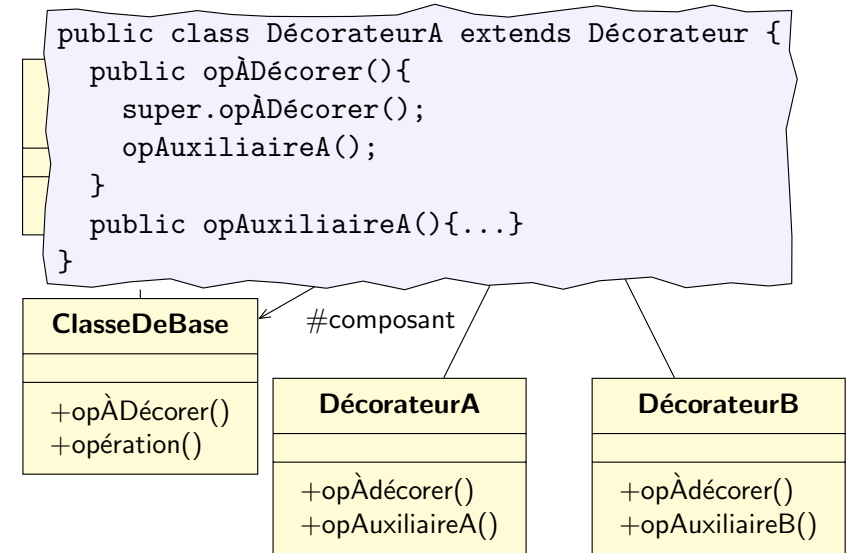 public class DécorateurA extends Décorateur {
public opÀDécorer(){
super.opÀDécorer();
opAuxiliaireA();
}
public opAuxiliaireA(){...}
}
ClasseDeBase
#composant
+opÀDécorer()
+opération()
DécorateurA
+opÀdécorer()
+opAuxiliaireA()
DécorateurB
+opÀdécorer()
+opAuxiliaireB()